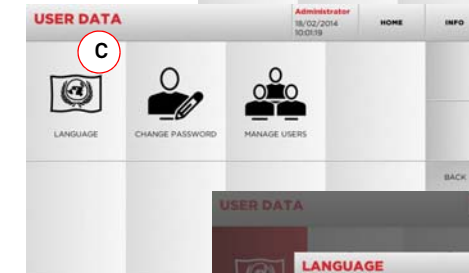 USER DATA
Administrator
18/02/2014
10:01:19
HOME
INFO
C
LANGUAGE
CHANGE PASSWORD
MANAGE USERS
BACK
USER DATA
LANGUAGE